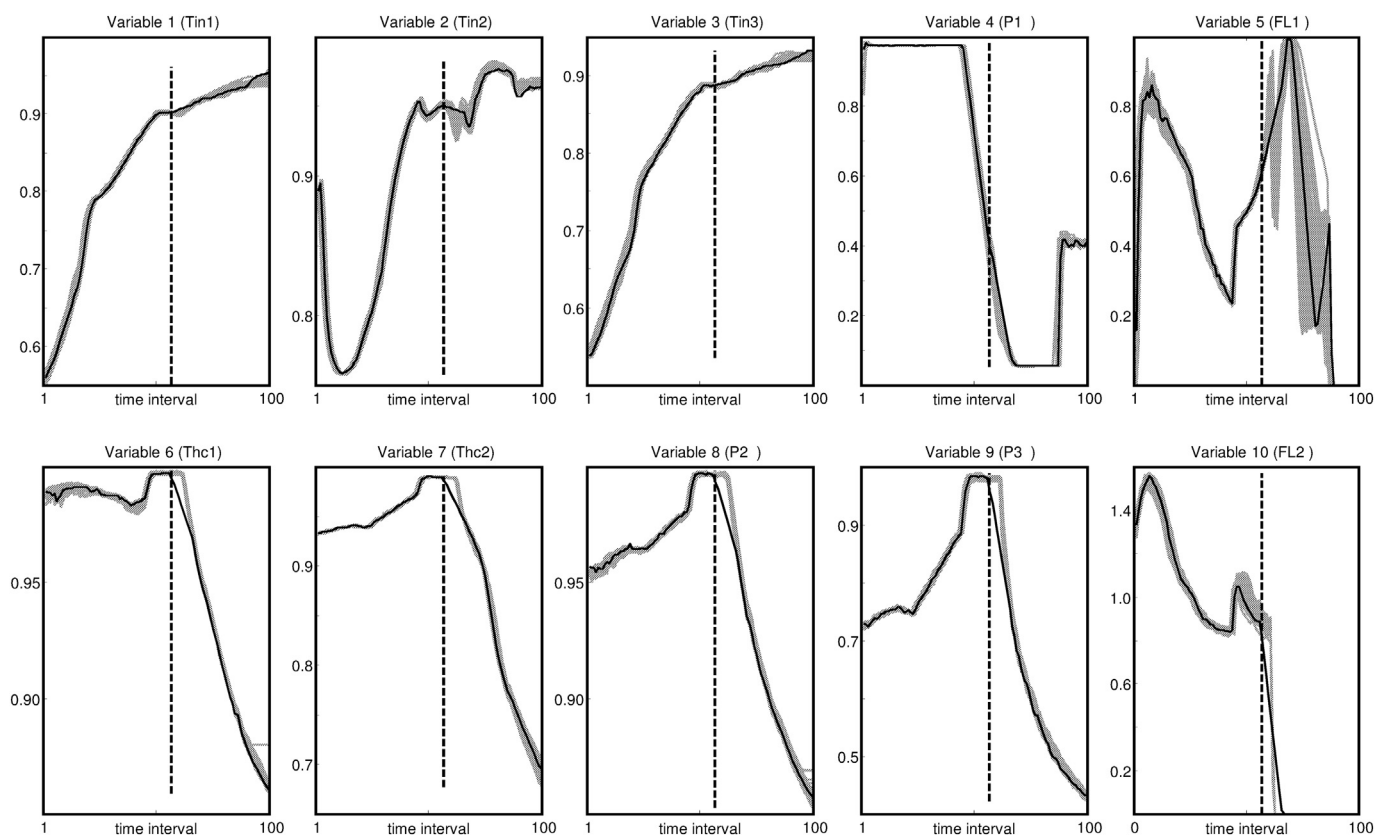 Variable 1 (Tin1)
0.9
0.8
0.7
0.6
1
time interval
100
Variable 2 (Tin2)
0.9
0.8
1
time interval
100
Variable 3 (Tin3)
0.9
0.8
0.7
0.6
1
time interval
100
Variable 4 (P1 )
0.8
0.6
0.4
0.2
1
time interval
100
Variable 5 (FL1 )
0.8
0.6
0.4
0.2
1
time interval
100
Variable 6 (Thc1)
0.95
0.90
1
time interval
100
Variable 7 (Thc2)
0.9
0.8
0.7
1
time interval
100
Variable 8 (P2 )
0.95
0.90
1
time interval
100
Variable 9 (P3 )
0.9
0.7
0.5
1
time interval
100
Variable 10 (FL2 )
1.4
1.0
0.6
0.2
0
time interval
100